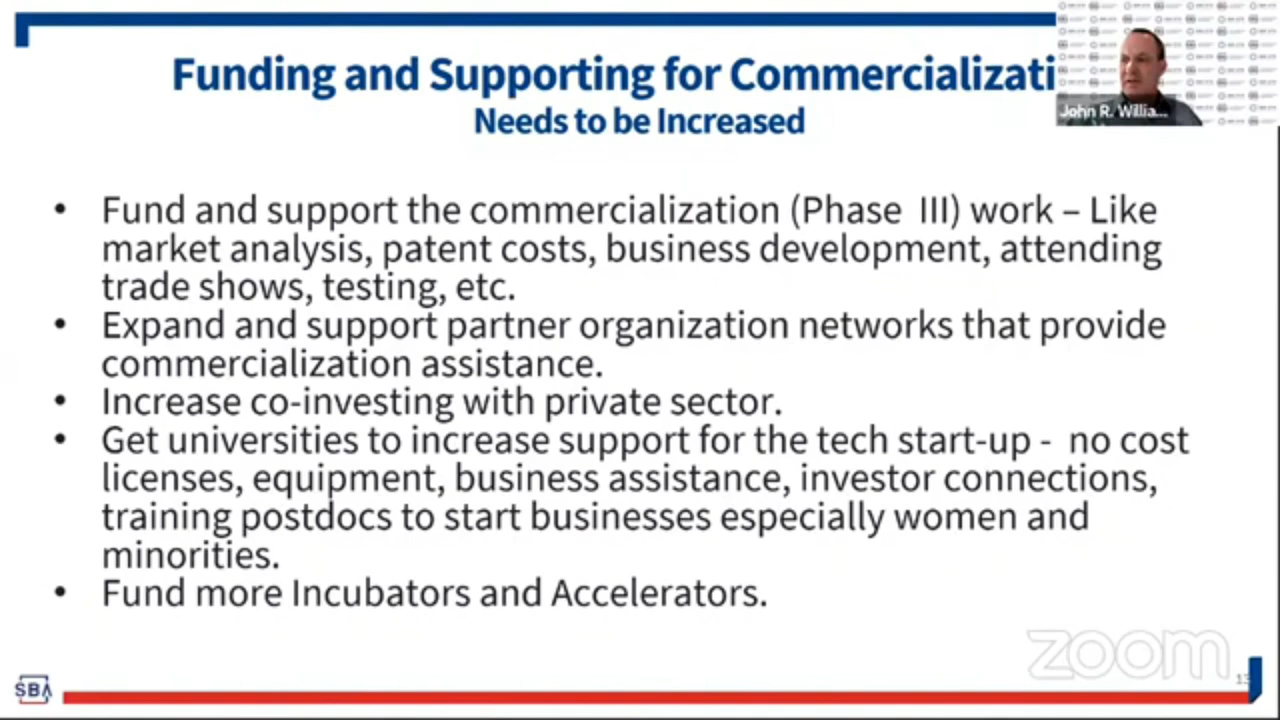 Funding and Supporting for Commercializati
Needs to be Increased
John R. Willia...
• Fund and support the commercialization (Phase III) work – Like
market analysis, patent costs, business development, attending
trade shows, testing, etc.
• Expand and support partner organization networks that provide
commercialization assistance.
• Increase co-investing with private sector.
• Get universities to increase support for the tech start-up - no cost
licenses, equipment, business assistance, investor connections,
training postdocs to start businesses especially women and
minorities.
• Fund more Incubators and Accelerators.
zoom
SBA